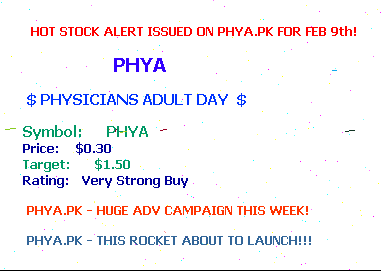 HOT STOCK ALERT ISSUED ON PHYA.PK FOR FEB 9th!
PHYA
$ PHYSICIANS ADULT DAY $
Symbol: PHYA
Price: $0.30
Target: $1.50
Rating: Very Strong Buy
PHYA.PK - HUGE ADV CAMPAIGN THIS WEEK!
PHYA.PK - THIS ROCKET ABOUT TO LAUNCH!!!